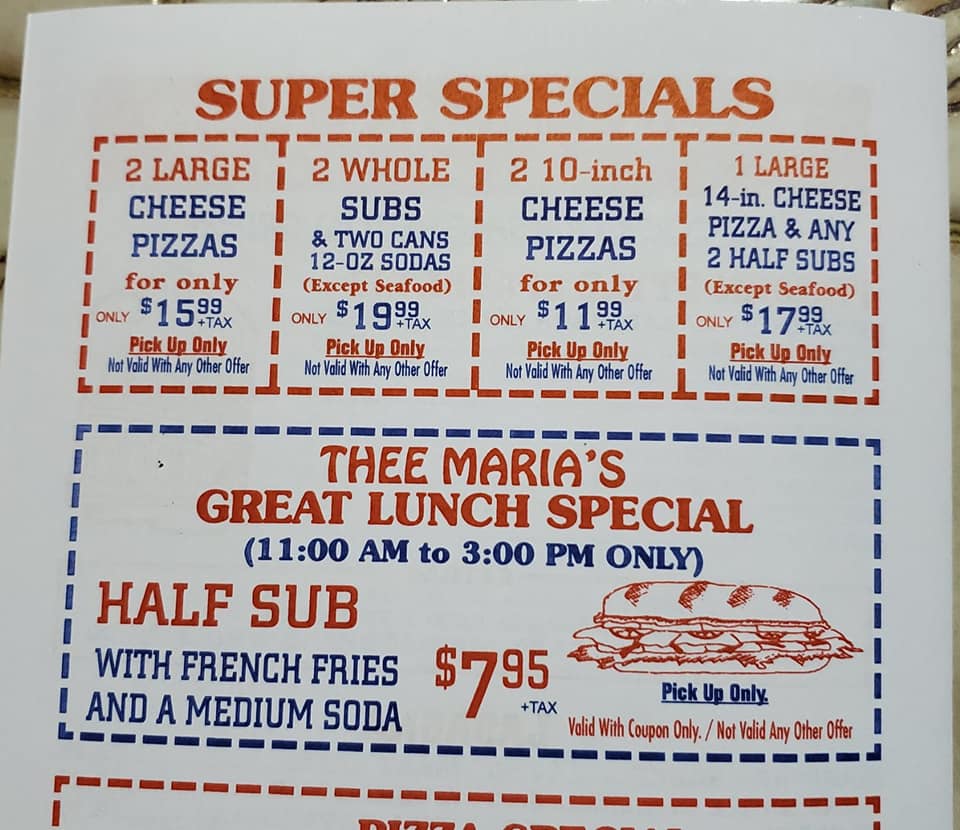 SUPER SPECIALS
2 LARGE
CHEESE
PIZZAS
for only
ONLY $15.99 +TAX
Pick Up Only
Not Valid With Any Other Offer
2 WHOLE
SUBS
& TWO CANS
12-OZ SODAS
(Except Seafood)
ONLY $19.99 +TAX
Pick Up Only
Not Valid With Any Other Offer
2 10-inch
CHEESE
PIZZAS
for only
ONLY $11.99 +TAX
Pick Up Only
Not Valid With Any Other Offer
1 LARGE
14-in. CHEESE
PIZZA & ANY
2 HALF SUBS
(Except Seafood)
ONLY $17.99 +TAX
Pick Up Only
Not Valid With Any Other Offer
THEE MARIA'S
GREAT LUNCH SPECIAL
(11:00 AM to 3:00 PM ONLY)
HALF SUB
WITH FRENCH FRIES
AND A MEDIUM SODA
$7.95
+TAX
Pick Up Only.
Valid With Coupon Only. / Not Valid Any Other Offer